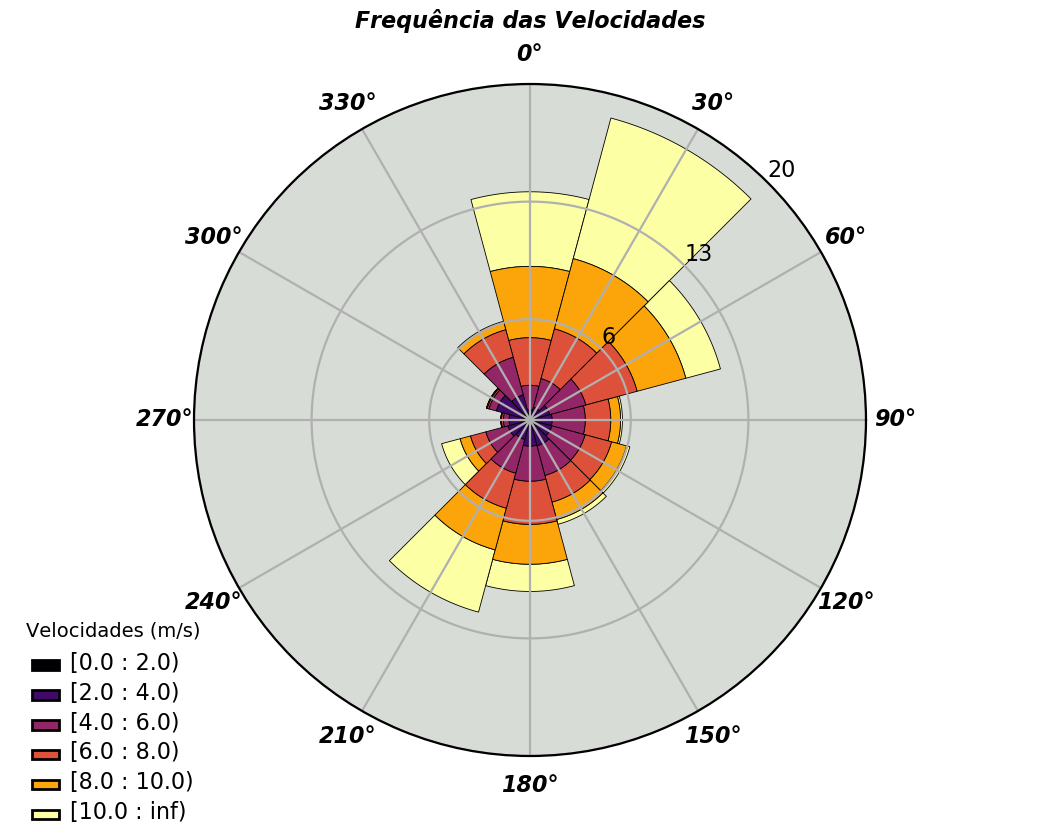 Frequência das Velocidades
0°
330°
30°
20
300°
60°
13
6
270°
90°
240°
120°
210°
150°
180°
Velocidades (m/s)
[0.0 : 2.0)
[2.0 : 4.0)
[4.0 : 6.0)
[6.0 : 8.0)
[8.0 : 10.0)
[10.0 : inf)